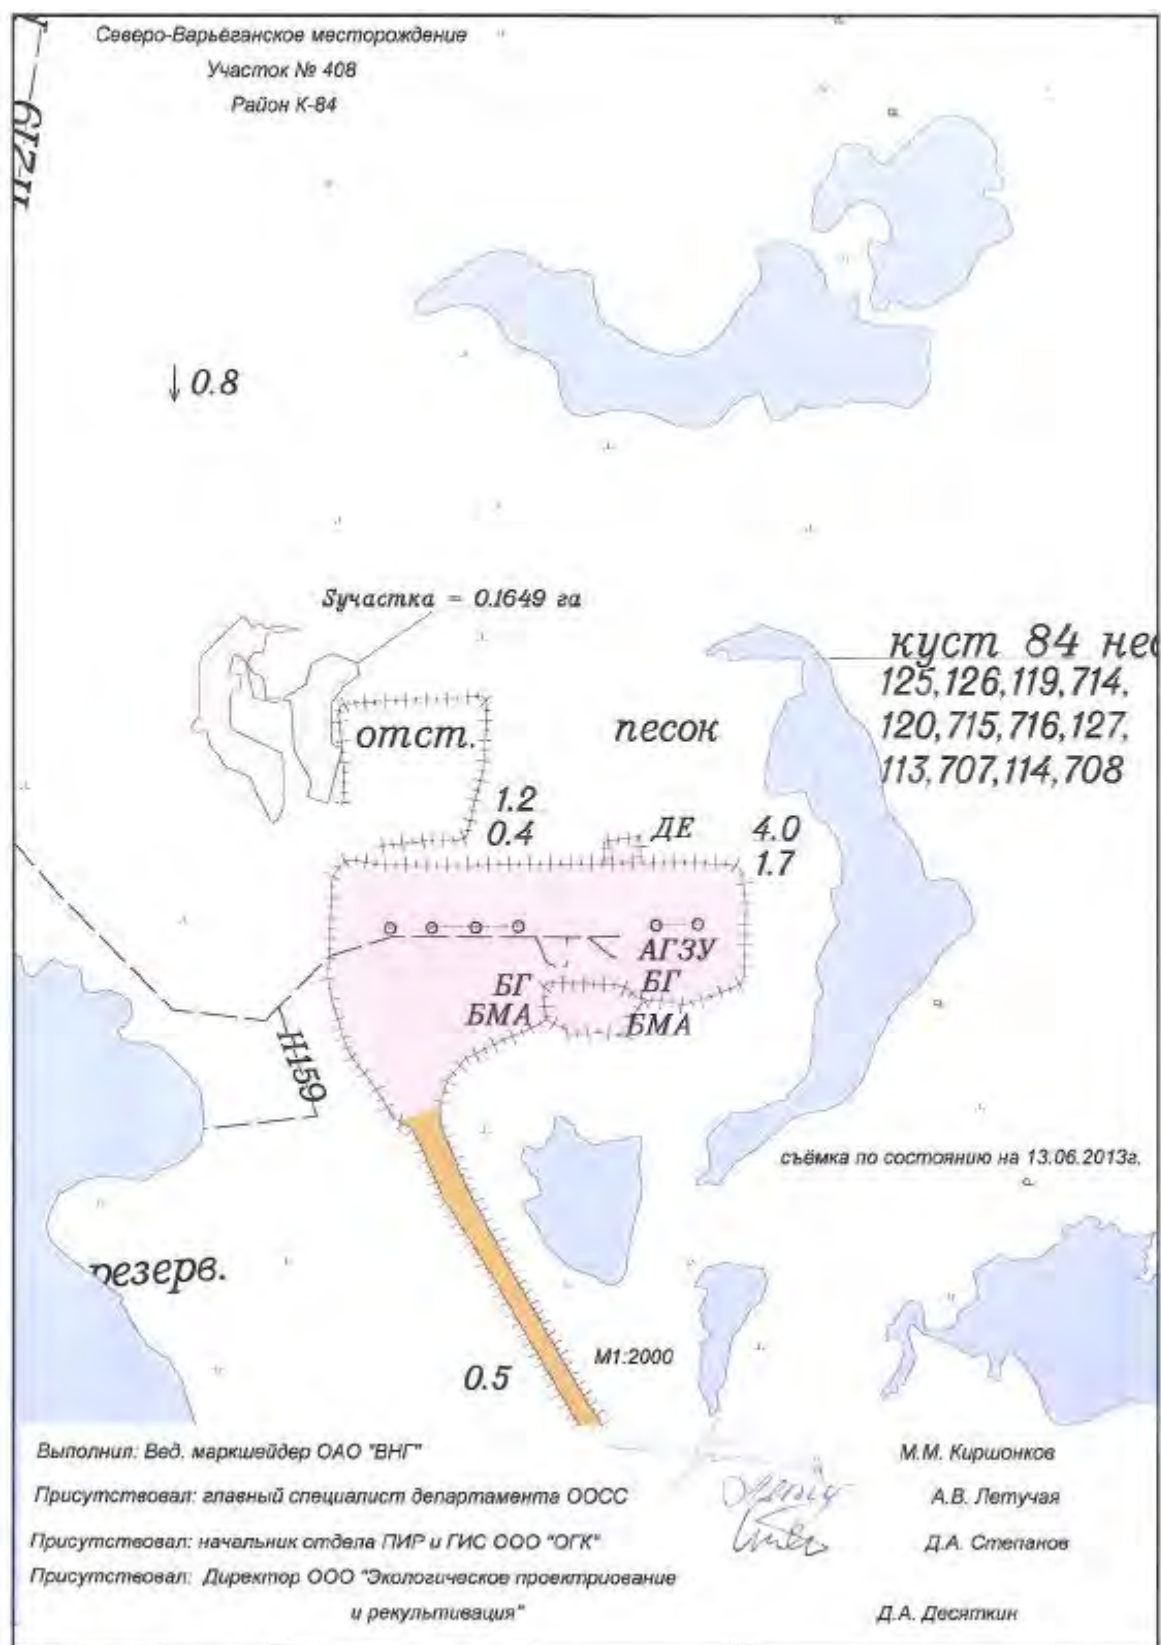 Северо-Варьёганское месторождение
Участок № 408
Район К-84
Н-219
0.8
Sучастка = 0.1649 га
куст 84 неф
125,126,119,714,
120,715,716,127,
113,707,114,708
отст.
песок
1.2
0.4
ДЕ
4.0
1.7
АГЗУ
БГ
БГ
БМА
БМА
Н-159
съёмка по состоянию на 13.06.2013г.
резерв.
М1:2000
0.5
Выполнил: Вед. маркшейдер ОАО "ВНГ" М.М. Киршонков
Присутствовал: главный специалист департамента ООСС А.В. Летучая
Присутствовал: начальник отдела ПИР и ГИС ООО "ОГК" Д.А. Степанов
Присутствовал: Директор ООО "Экологическое проектриование
и рекультивация" Д.А. Десяткин